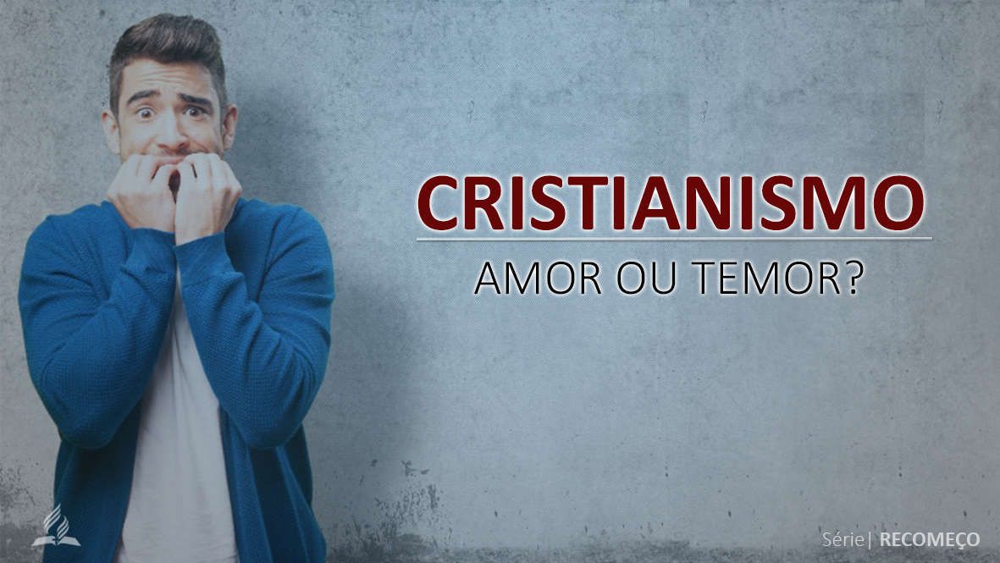 CRISTIANISMO
AMOR OU TEMOR?
Série| RECOMEÇO